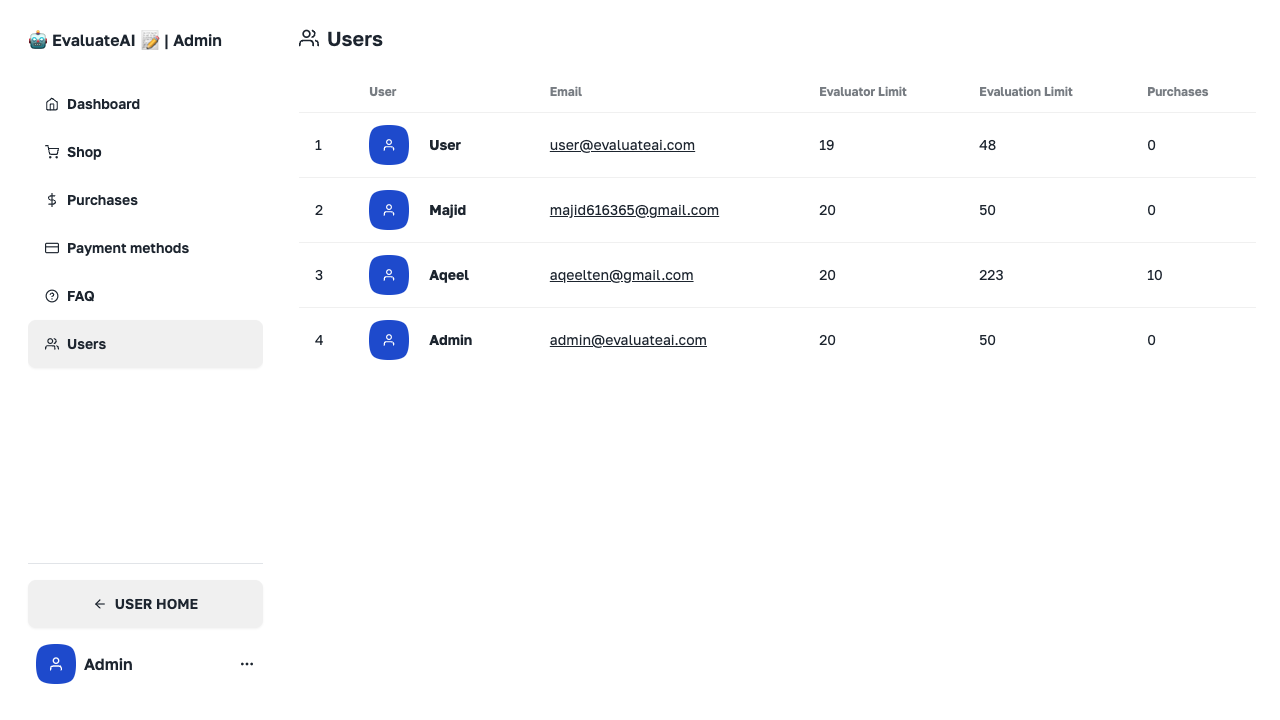 🤖 EvaluateAI 📝 | Admin
Dashboard
Shop
Purchases
Payment methods
FAQ
Users
← USER HOME
Admin
Users
User Email Evaluator Limit Evaluation Limit Purchases
1 User user@evaluateai.com 19 48 0
2 Majid majid616365@gmail.com 20 50 0
3 Aqeel aqeelten@gmail.com 20 223 10
4 Admin admin@evaluateai.com 20 50 0